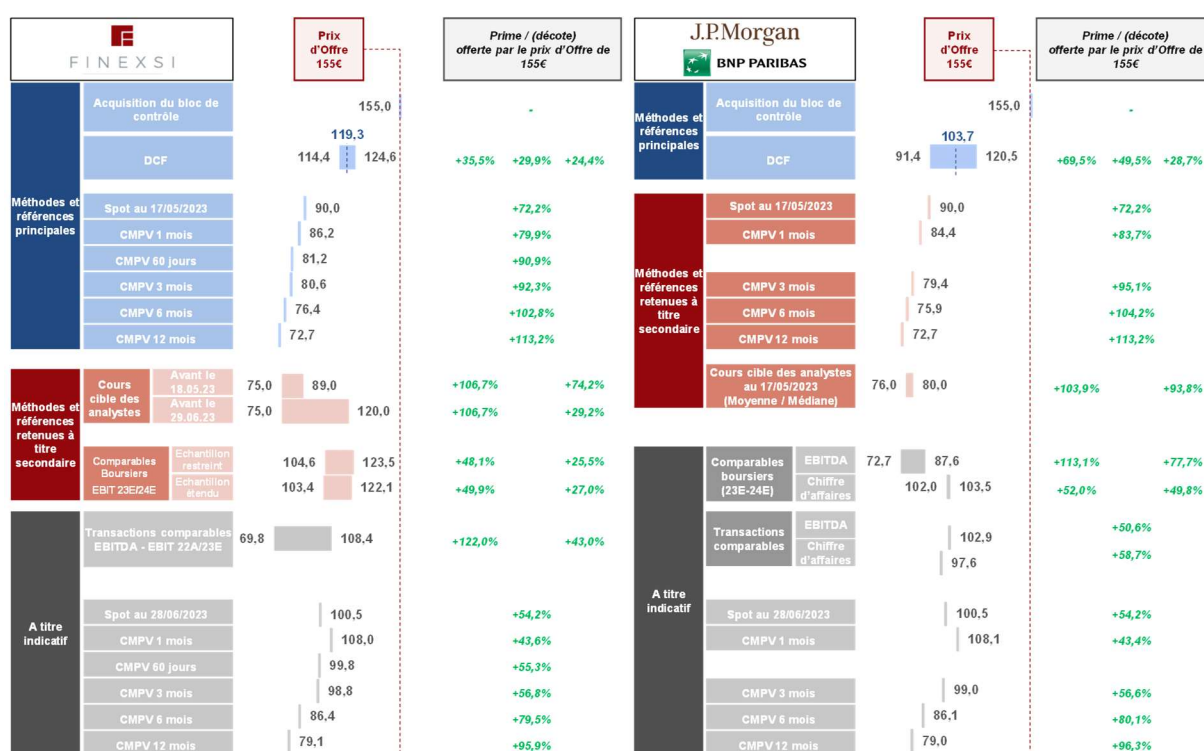 FINEXSI
Prix
d'Offre
155€
Prime / (décote)
offerte par le prix d'Offre de
155€
Méthodes et
références
principales
Acquisition du bloc de
contrôle
155,0
-
DCF
119,3
114,4 124,6
+35,5% +29,9% +24,4%
Spot au 17/05/2023
90,0
+72,2%
CMPV 1 mois
86,2
+79,9%
CMPV 60 jours
81,2
+90,9%
CMPV 3 mois
80,6
+92,3%
CMPV 6 mois
76,4
+102,8%
CMPV 12 mois
72,7
+113,2%
Méthodes et
références
retenues à
titre
secondaire
Cours
cible des
analystes
Avant le
18.05.23
75,0 89,0
+106,7% +74,2%
Avant le
29.06.23
75,0 120,0
+106,7% +29,2%
Comparables
Boursiers
EBIT 23E/24E
Echantillon
restreint
104,6 123,5
+48,1% +25,5%
Echantillon
étendu
103,4 122,1
+49,9% +27,0%
A titre
indicatif
Transactions comparables
EBITDA - EBIT 22A/23E
69,8 108,4
+122,0% +43,0%
Spot au 28/06/2023
100,5
+54,2%
CMPV 1 mois
108,0
+43,6%
CMPV 60 jours
99,8
+55,3%
CMPV 3 mois
98,8
+56,8%
CMPV 6 mois
86,4
+79,5%
CMPV 12 mois
79,1
+95,9%
J.P.Morgan
BNP PARIBAS
Prix
d'Offre
155€
Prime / (décote)
offerte par le prix d'Offre de
155€
Méthodes et
références
principales
Acquisition du bloc de
contrôle
155,0
-
DCF
103,7
91,4 120,5
+69,5% +49,5% +28,7%
Méthodes et
références
retenues à
titre
secondaire
Spot au 17/05/2023
90,0
+72,2%
CMPV 1 mois
84,4
+83,7%
CMPV 3 mois
79,4
+95,1%
CMPV 6 mois
75,9
+104,2%
CMPV 12 mois
72,7
+113,2%
Cours cible des analystes
au 17/05/2023
(Moyenne / Médiane)
76,0 80,0
+103,9% +93,8%
A titre
indicatif
Comparables
boursiers
(23E-24E)
EBITDA
72,7 87,6
+113,1% +77,7%
Chiffre
d'affaires
102,0 103,5
+52,0% +49,8%
Transactions
comparables
EBITDA
102,9
+50,6%
Chiffre
d'affaires
97,6
+58,7%
Spot au 28/06/2023
100,5
+54,2%
CMPV 1 mois
108,1
+43,4%
CMPV 3 mois
99,0
+56,6%
CMPV 6 mois
86,1
+80,1%
CMPV 12 mois
79,0
+96,3%